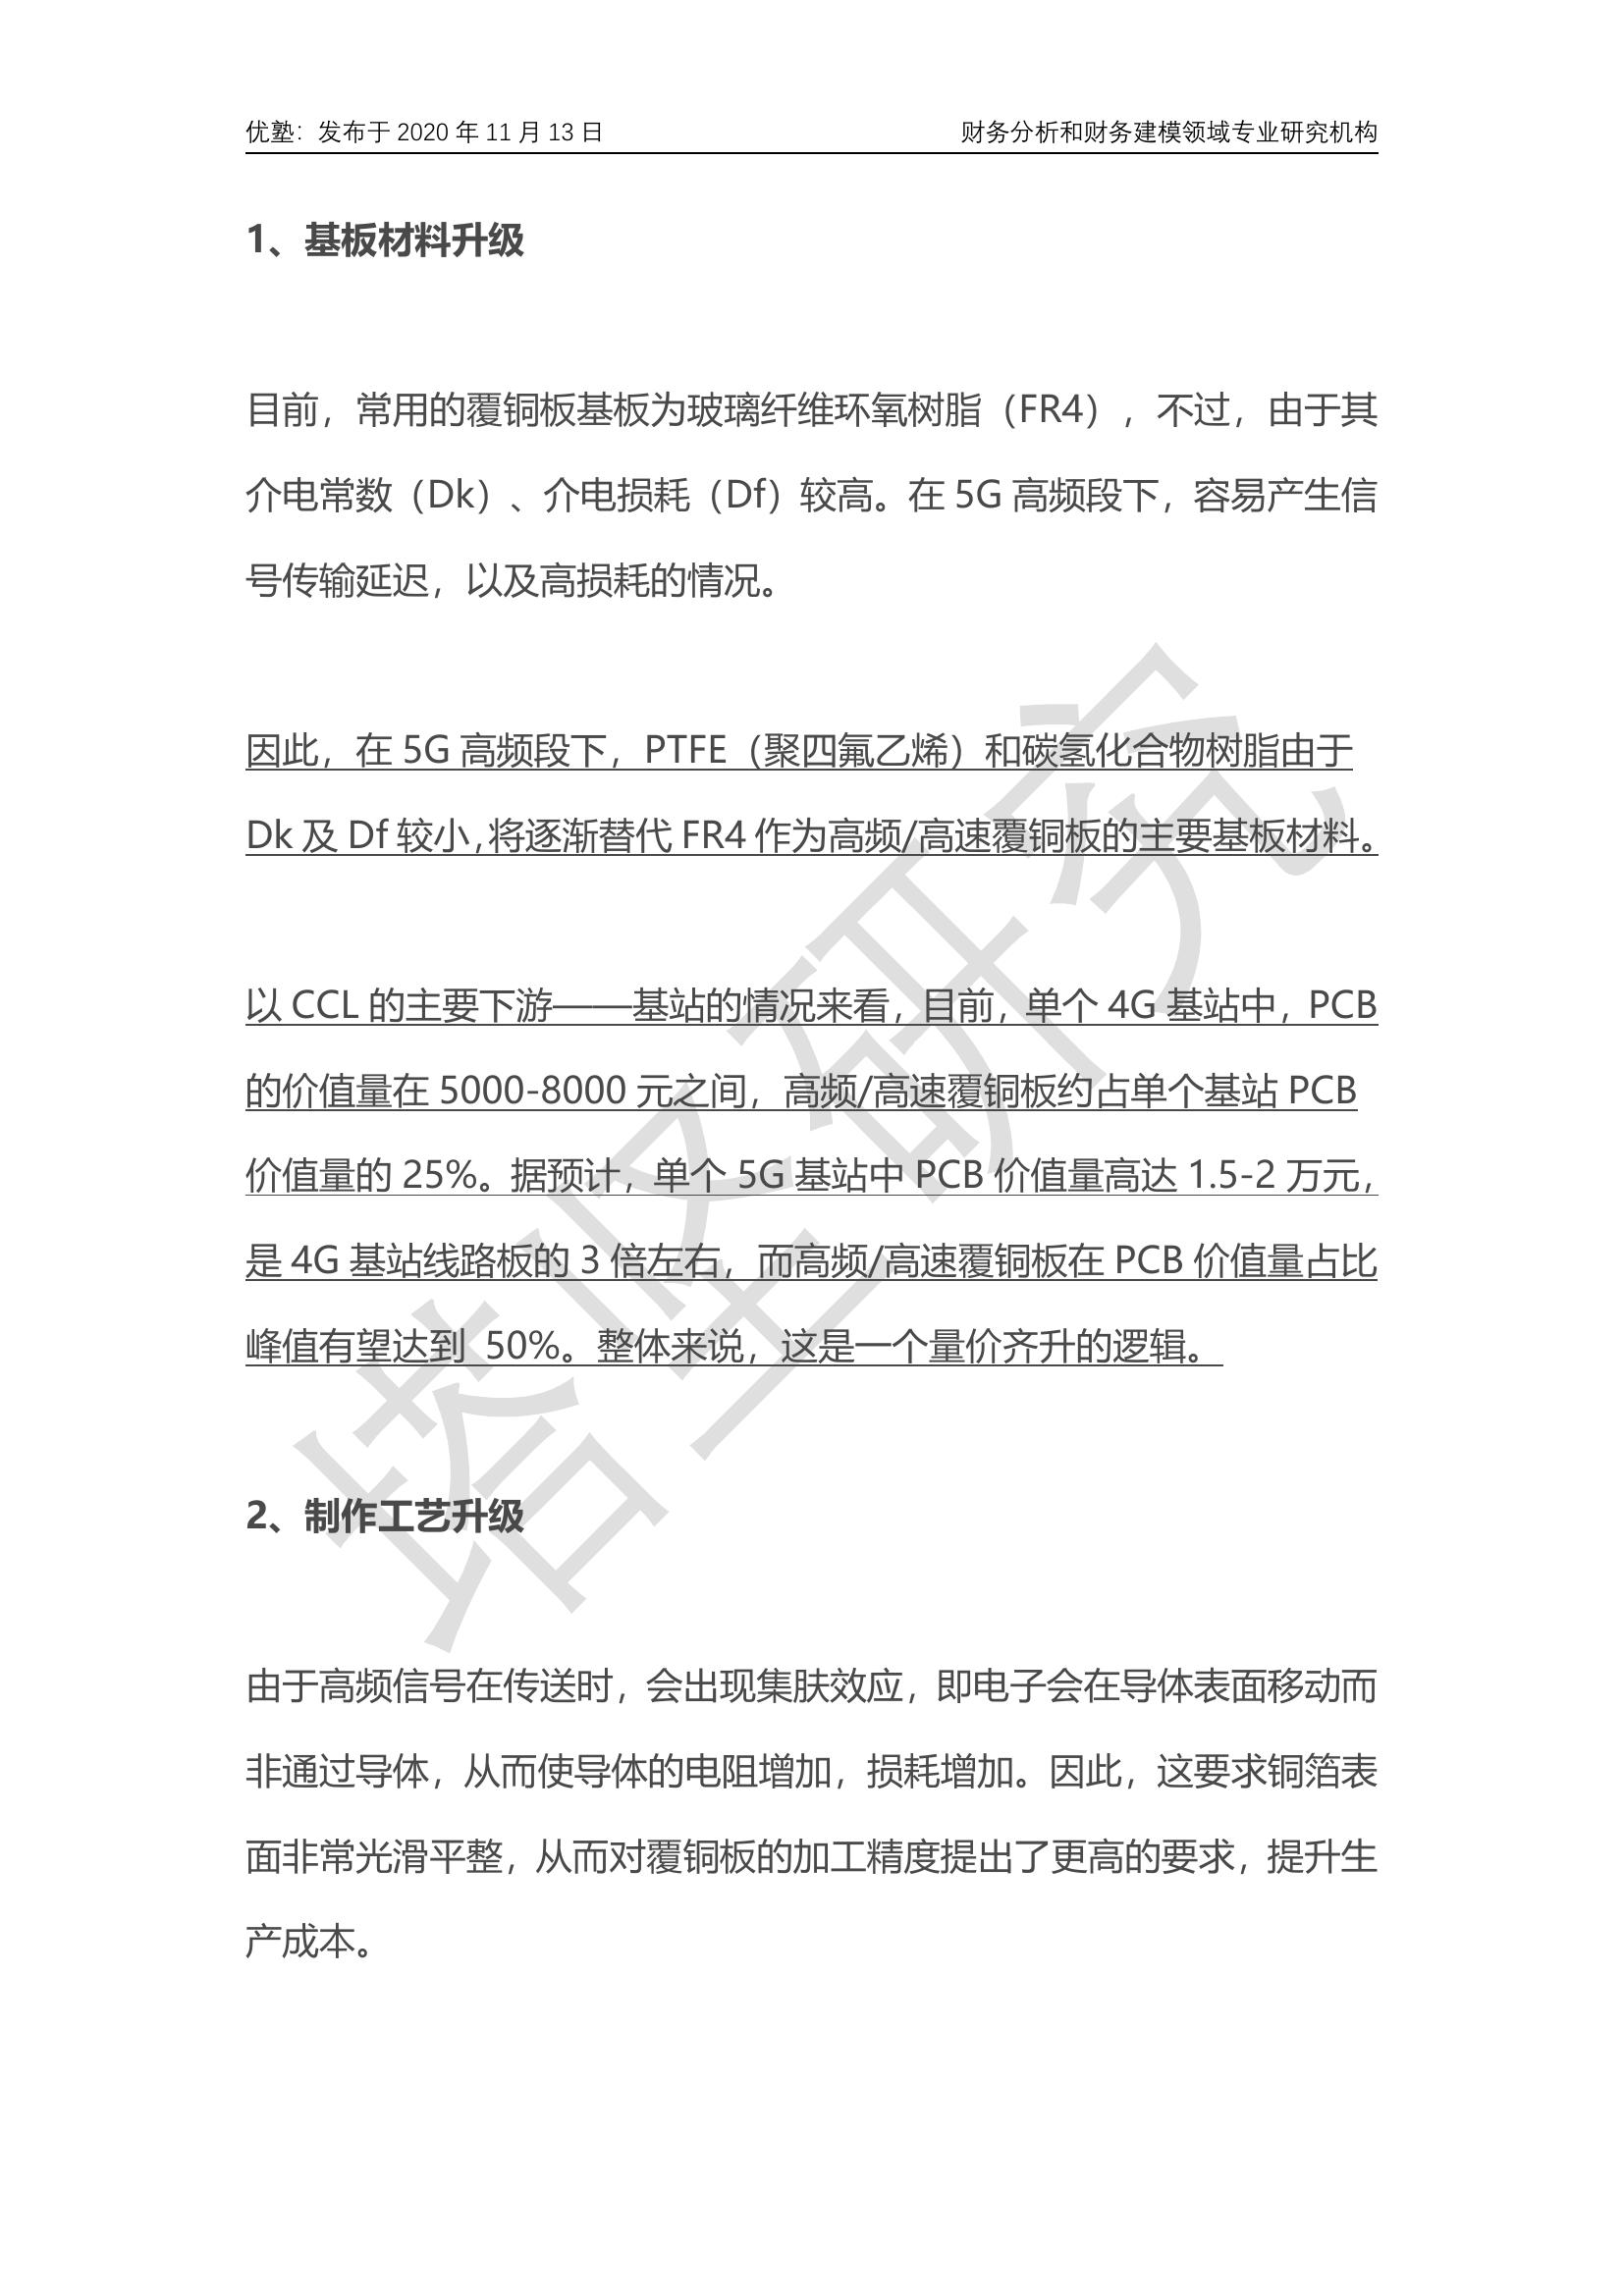 优塾：发布于 2020 年 11 月 13 日 财务分析和财务建模领域专业研究机构
1、基板材料升级
目前，常用的覆铜板基板为玻璃纤维环氧树脂（FR4），不过，由于其
介电常数（Dk）、介电损耗（Df）较高。在 5G 高频段下，容易产生信
号传输延迟，以及高损耗的情况。
因此，在 5G 高频段下，PTFE（聚四氟乙烯）和碳氢化合物树脂由于
Dk 及 Df 较小，将逐渐替代 FR4 作为高频/高速覆铜板的主要基板材料。
以 CCL 的主要下游——基站的情况来看，目前，单个 4G 基站中，PCB
的价值量在 5000-8000 元之间，高频/高速覆铜板约占单个基站 PCB
价值量的 25%。据预计，单个 5G 基站中 PCB 价值量高达 1.5-2 万元，
是 4G 基站线路板的 3 倍左右，而高频/高速覆铜板在 PCB 价值量占比
峰值有望达到 50%。整体来说，这是一个量价齐升的逻辑。
2、制作工艺升级
由于高频信号在传送时，会出现集肤效应，即电子会在导体表面移动而
非通过导体，从而使导体的电阻增加，损耗增加。因此，这要求铜箔表
面非常光滑平整，从而对覆铜板的加工精度提出了更高的要求，提升生
产成本。
塔坚研究